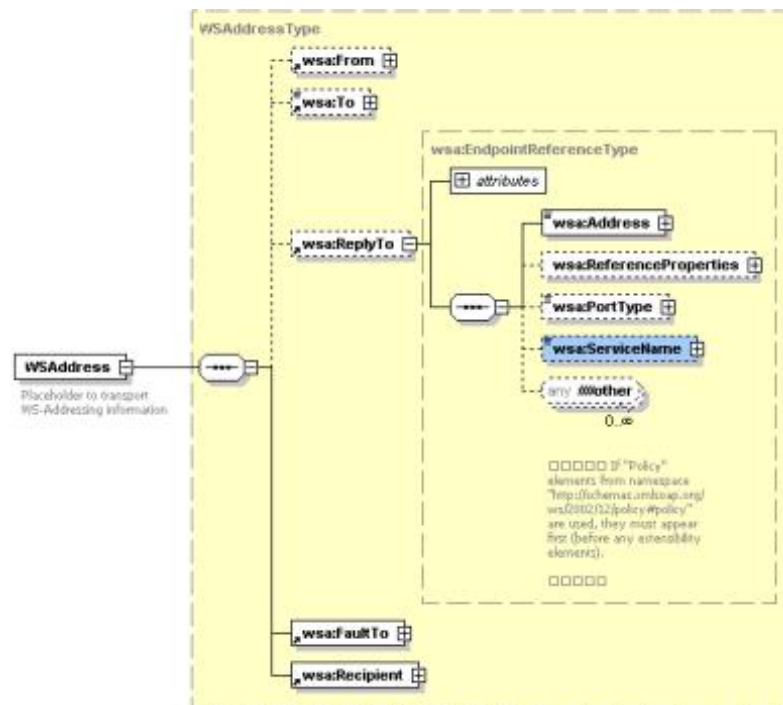 WSAddressType
wsa:From
wsa:To
wsa:EndpointReferenceType
attributes
wsa:Address
wsa:ReplyTo
wsa:ReferenceProperties
wsa:PortType
wsa:ServiceName
WSAddress
any ##other
Placeholder to transport
WS-Addressing information
0..∞
If "Policy"
elements from namespace
"http://schemas.xmlsoap.org/
ws/2002/12/policy#policy"
are used, they must appear
first (before any extensibility
elements).
wsa:FaultTo
wsa:Recipient